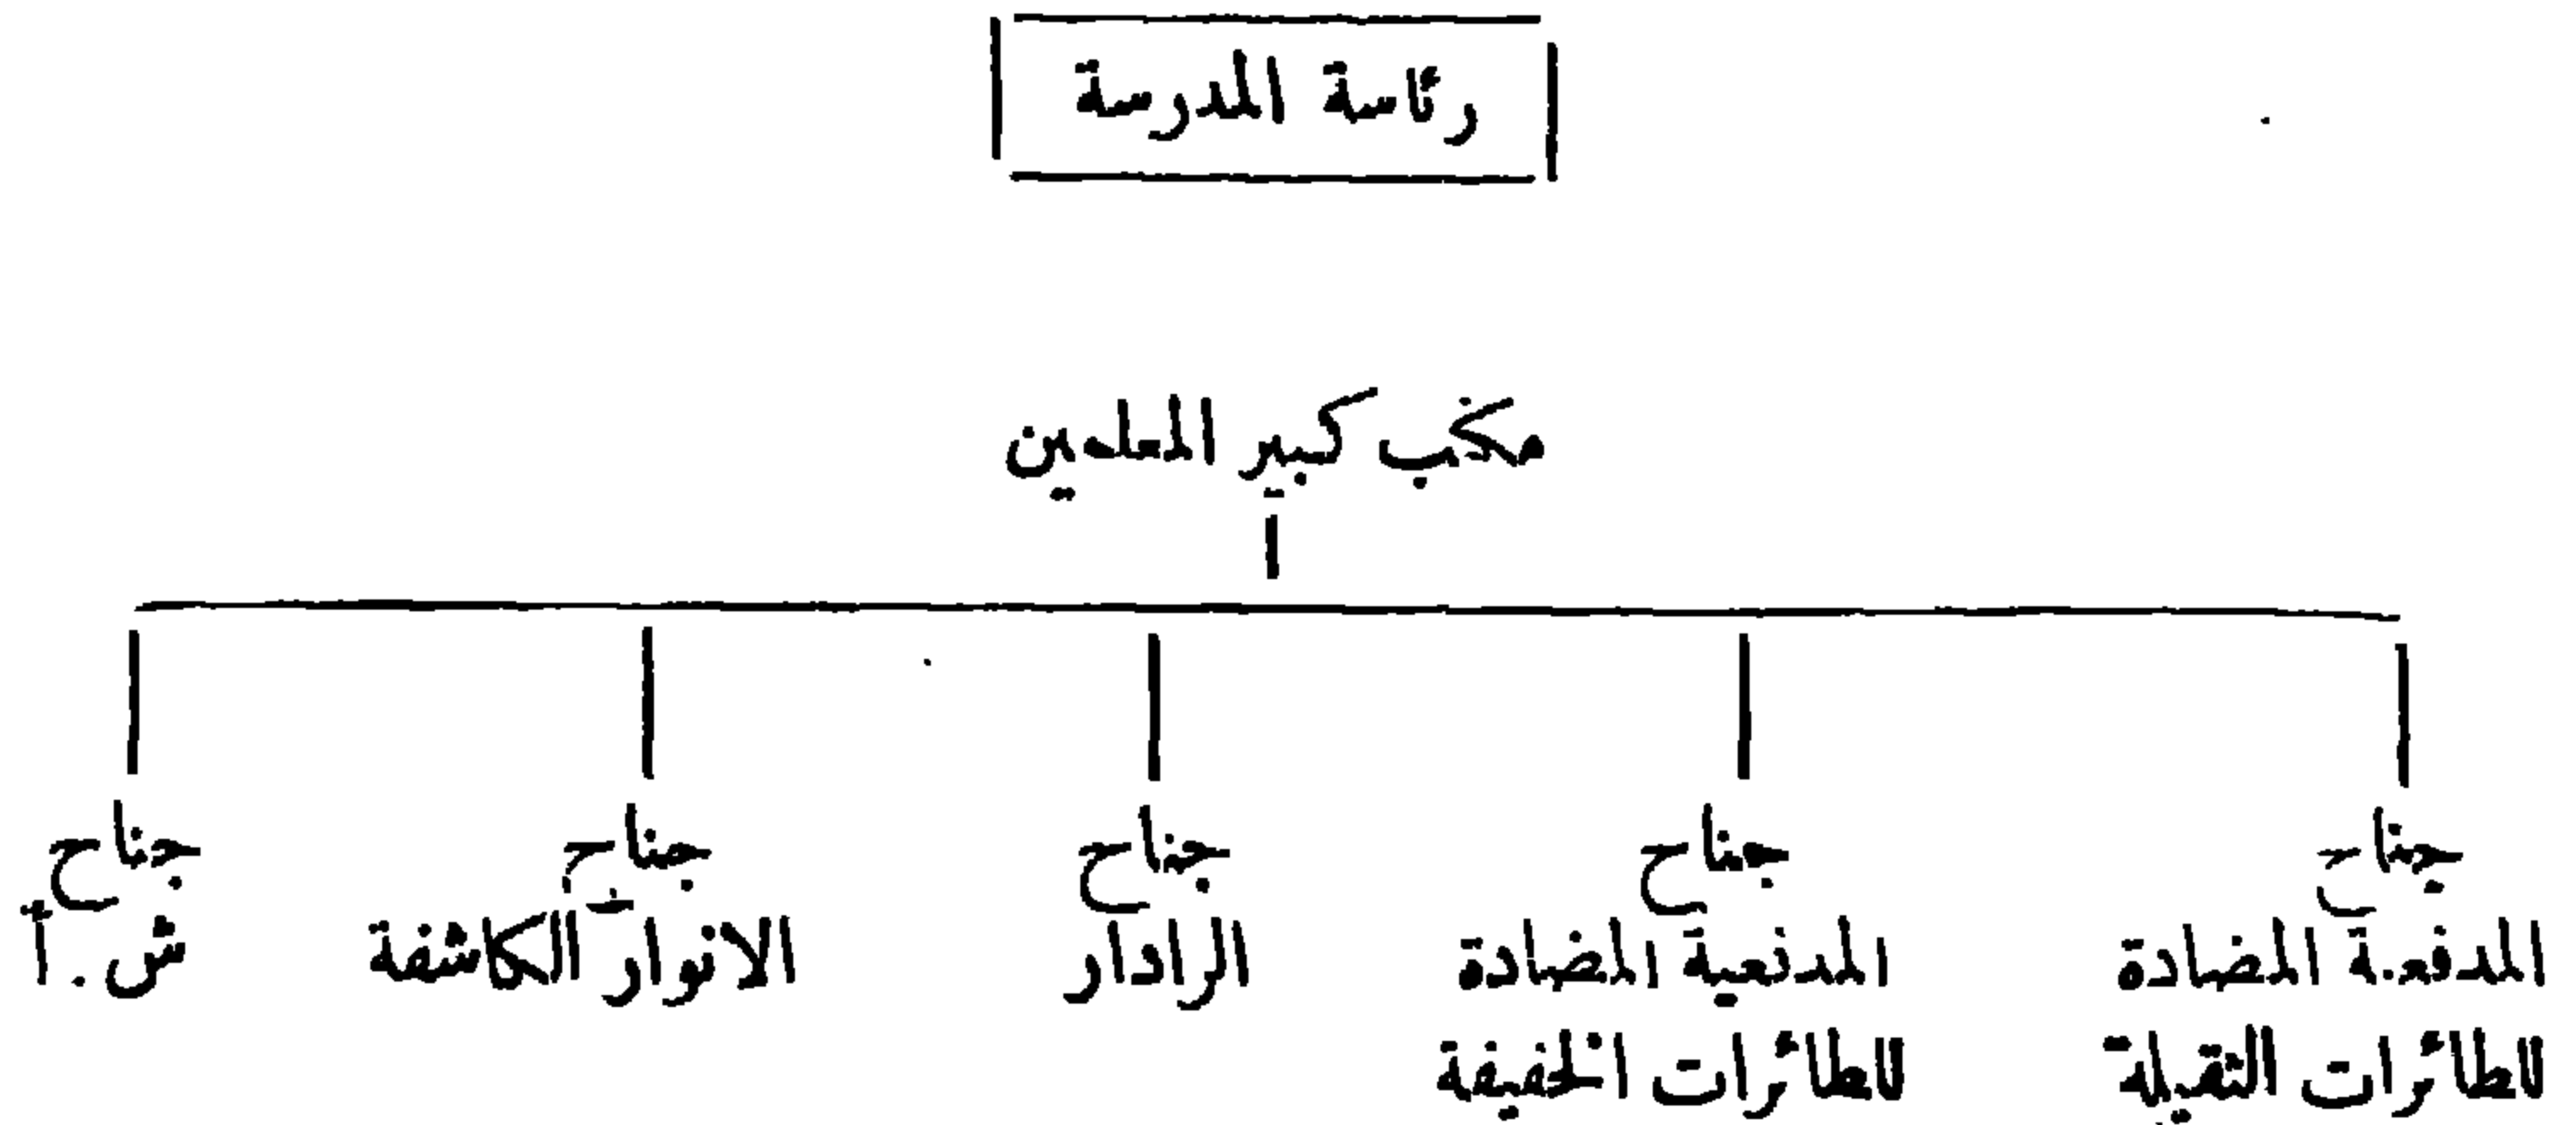 رئاسة المدرسة
مكتب كبير المعلمين
جناح
المدفعية المضادة
للطائرات الثقيلة
جناح
المدفعية المضادة
للطائرات الخفيفة
جناح
الرادار
جناح
الانوار الكاشفة
جناح
ش. أ